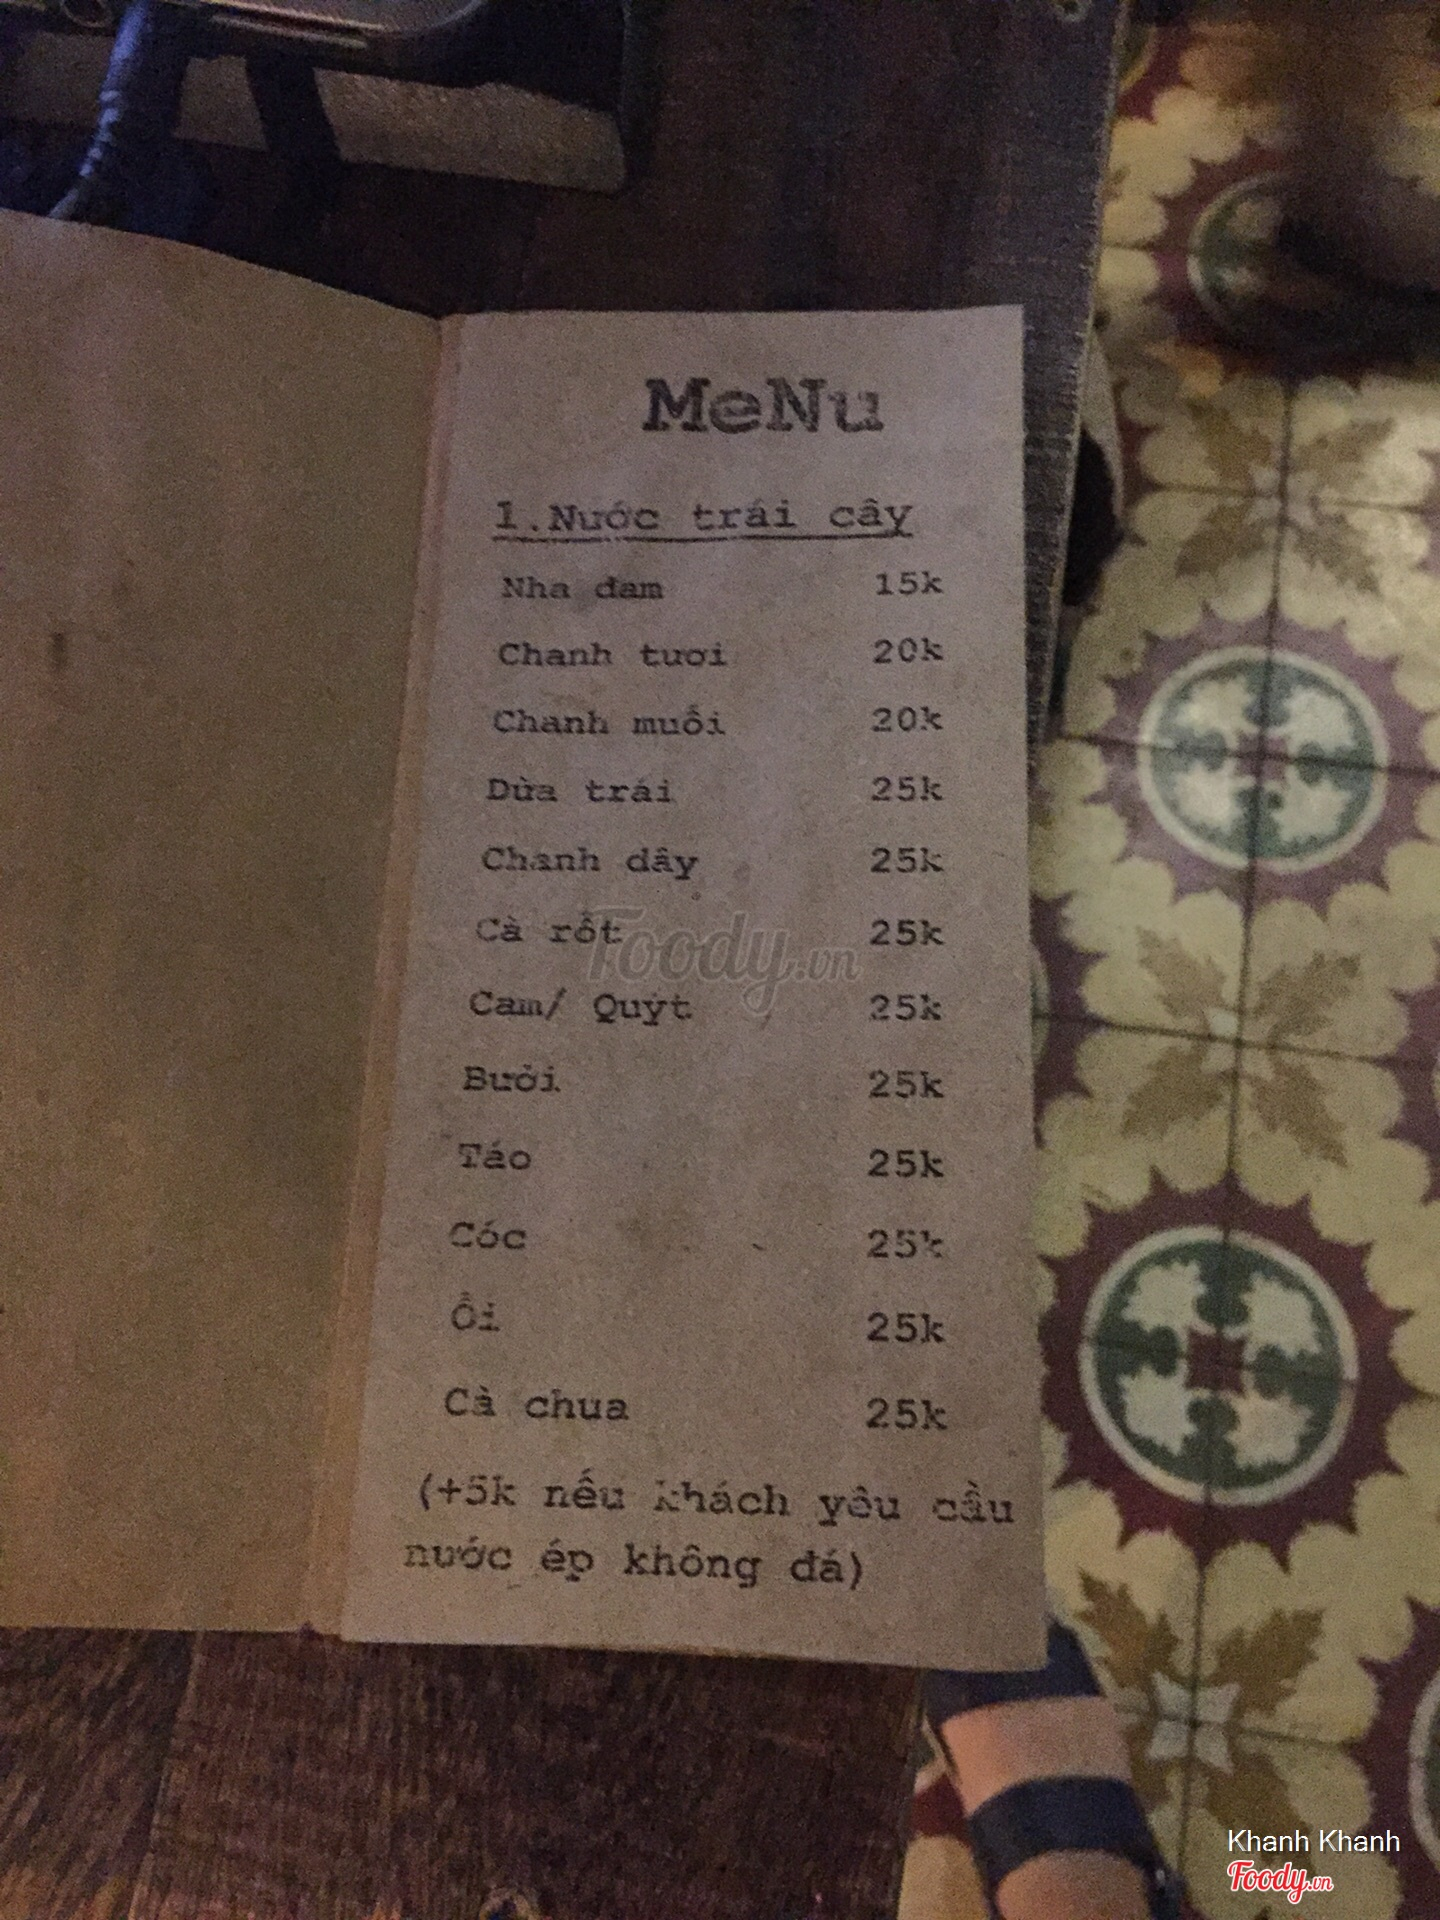 MeNu
1.Nước trái cây
Nha đam 15k
Chanh tươi 20k
Chanh muối 20k
Dừa trái 25k
Chanh dây 25k
Cà rốt 25k
Foody.vn
Cam/ Quýt 25k
Bưởi 25k
Táo 25k
Cóc 25k
Ổi 25k
Cà chua 25k
(+5k nếu khách yêu cầu
nước ép không đá)
Khanh Khanh
Foody.vn